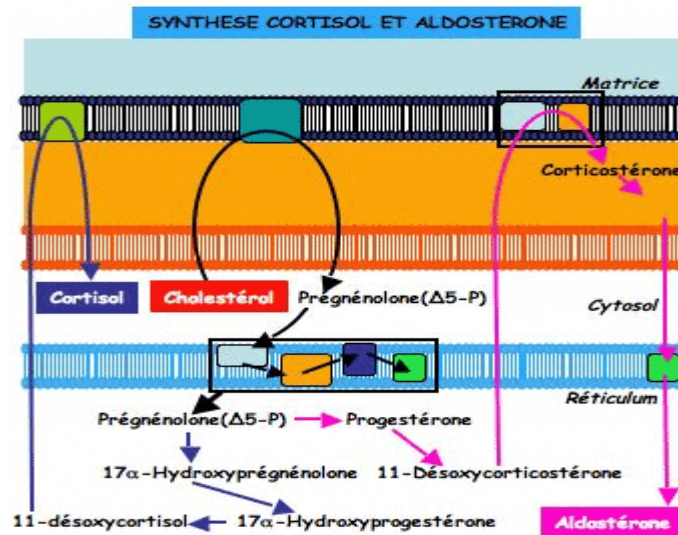 SYNTHESE CORTISOL ET ALDOSTERONE
Matrice
Corticostérone
Cortisol
Cholestérol
Prégnénolone(Δ5-P)
Cytosol
Réticulum
Prégnénolone(Δ5-P)
Progestérone
17α-Hydroxyprégnénolone
11-Désoxycorticostérone
11-désoxycortisol
17α-Hydroxyprogestérone
Aldostérone